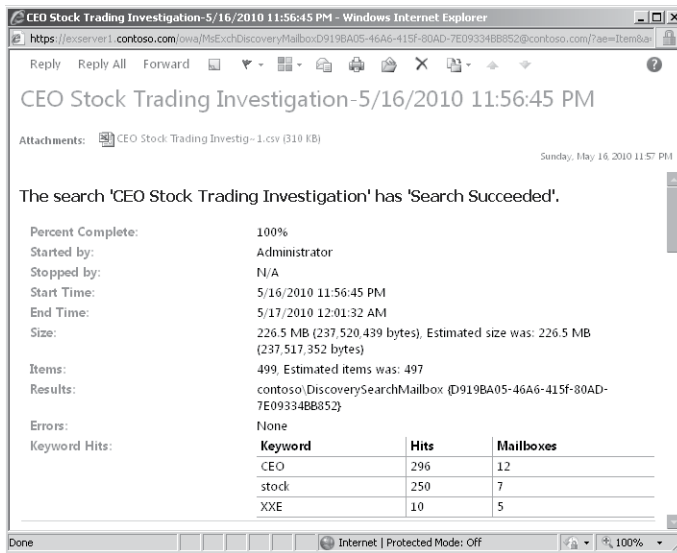 CEO Stock Trading Investigation-5/16/2010 11:56:45 PM - Windows Internet Explorer
https://exserver1.contoso.com/owa/MsExchDiscoveryMailboxD919BA05-46A6-415f-80AD-7E09334BB852@contoso.com/?ae=Item&a=
Reply Reply All Forward
CEO Stock Trading Investigation-5/16/2010 11:56:45 PM
Attachments: CEO Stock Trading Investig~1.csv (310 KB)
Sunday, May 16, 2010 11:57 PM
The search 'CEO Stock Trading Investigation' has 'Search Succeeded'.
Percent Complete: 100%
Started by: Administrator
Stopped by: N/A
Start Time: 5/16/2010 11:56:45 PM
End Time: 5/17/2010 12:01:32 AM
Size: 226.5 MB (237,520,439 bytes), Estimated size was: 226.5 MB
(237,517,352 bytes)
Items: 499, Estimated items was: 497
Results: contoso\DiscoverySearchMailbox {D919BA05-46A6-415f-80AD-
7E09334BB852}
Errors: None
Keyword Hits: Keyword Hits Mailboxes
CEO 296 12
stock 250 7
XXE 10 5
Done Internet | Protected Mode: Off 100%